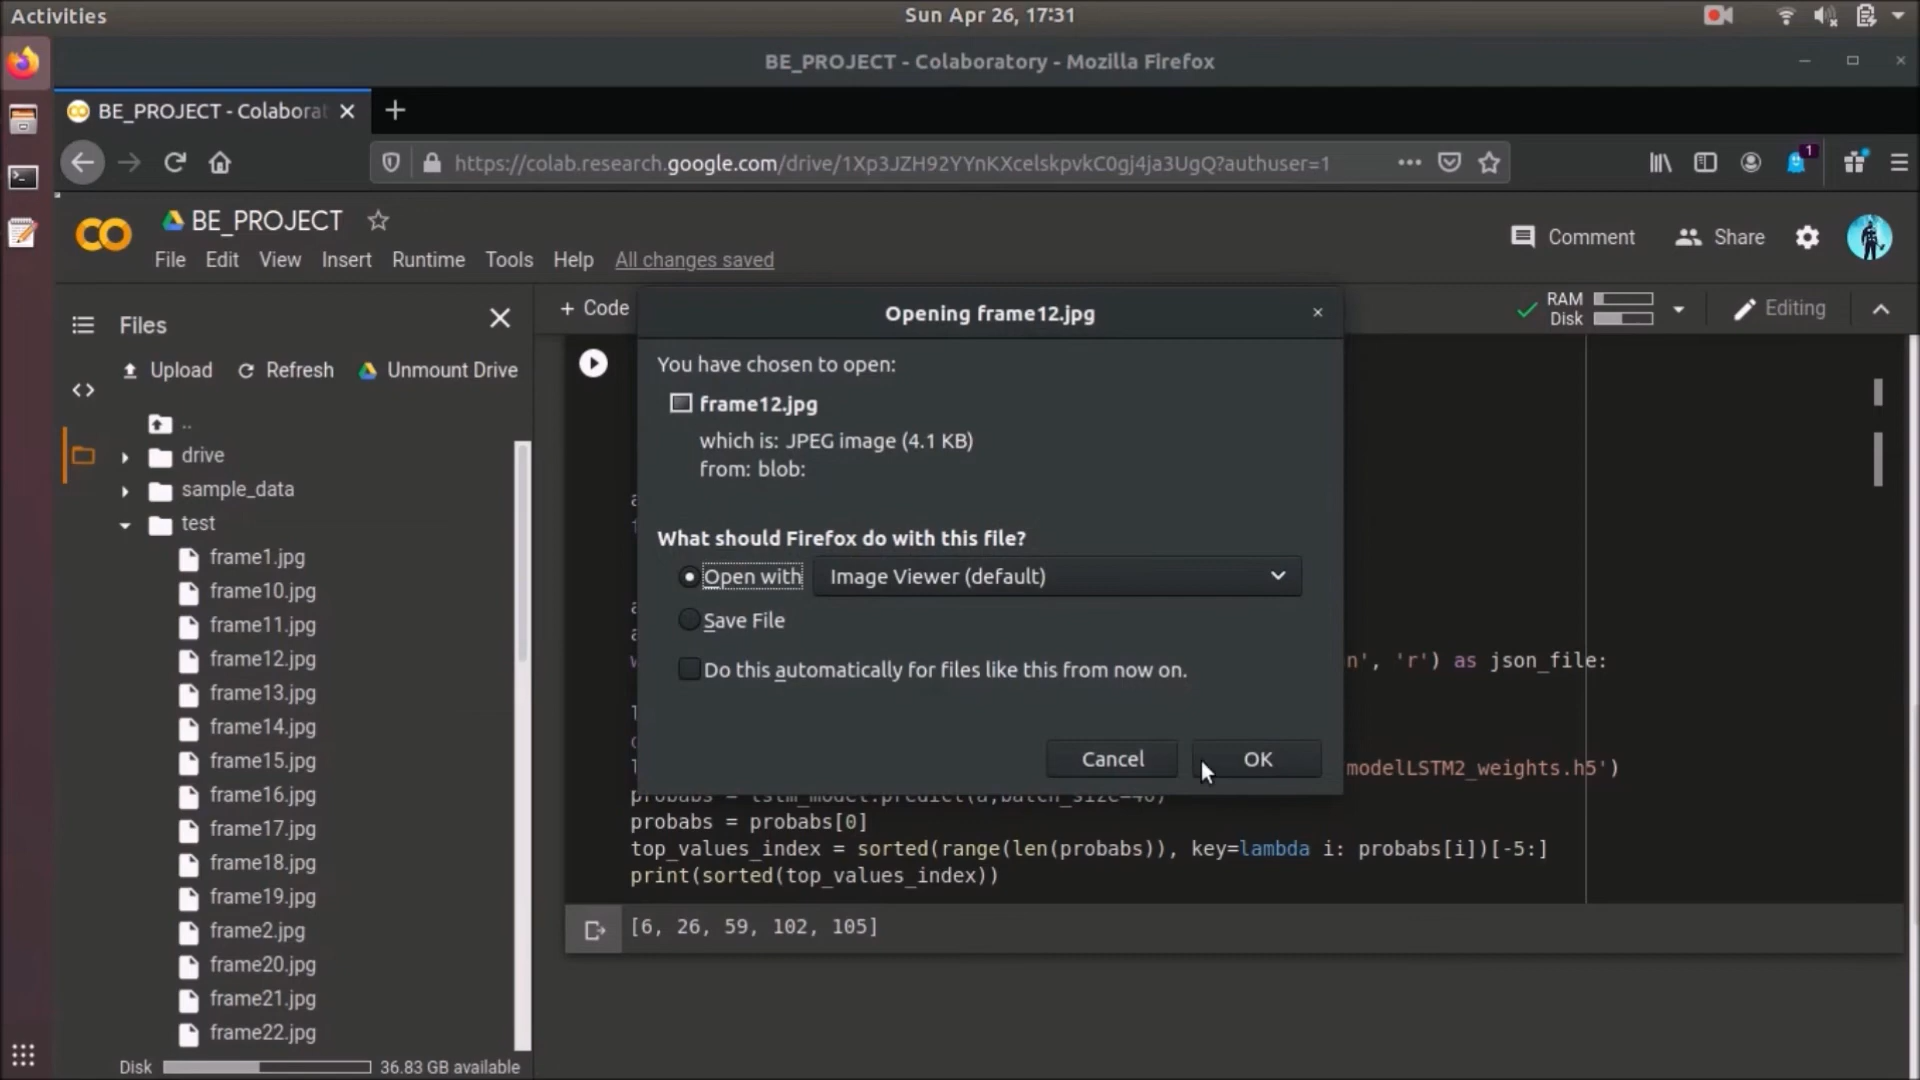 Activities
Sun Apr 26, 17:31
BE_PROJECT - Colaboratory - Mozilla Firefox
BE_PROJECT - Colaborat
https://colab.research.google.com/drive/1Xp3JZH92YYnKXcelskpvkC0gj4ja3UgQ?authuser=1
1
BE_PROJECT
File Edit View Insert Runtime Tools Help All changes saved
Comment Share
Files
Upload Refresh Unmount Drive
..
drive
sample_data
test
frame1.jpg
frame10.jpg
frame11.jpg
frame12.jpg
frame13.jpg
frame14.jpg
frame15.jpg
frame16.jpg
frame17.jpg
frame18.jpg
frame19.jpg
frame2.jpg
frame20.jpg
frame21.jpg
frame22.jpg
Disk 36.83 GB available
+ Code
RAM
Disk
Editing
Opening frame12.jpg
You have chosen to open:
frame12.jpg
which is: JPEG image (4.1 KB)
from: blob:
What should Firefox do with this file?
Open with Image Viewer (default)
Save File
Do this automatically for files like this from now on.
Cancel OK
n', 'r') as json_file:
modelLSTM2_weights.h5')
probabs = lstm_model.predict(a,batch_size=40)
probabs = probabs[0]
top_values_index = sorted(range(len(probabs)), key=lambda i: probabs[i])[-5:]
print(sorted(top_values_index))
[6, 26, 59, 102, 105]